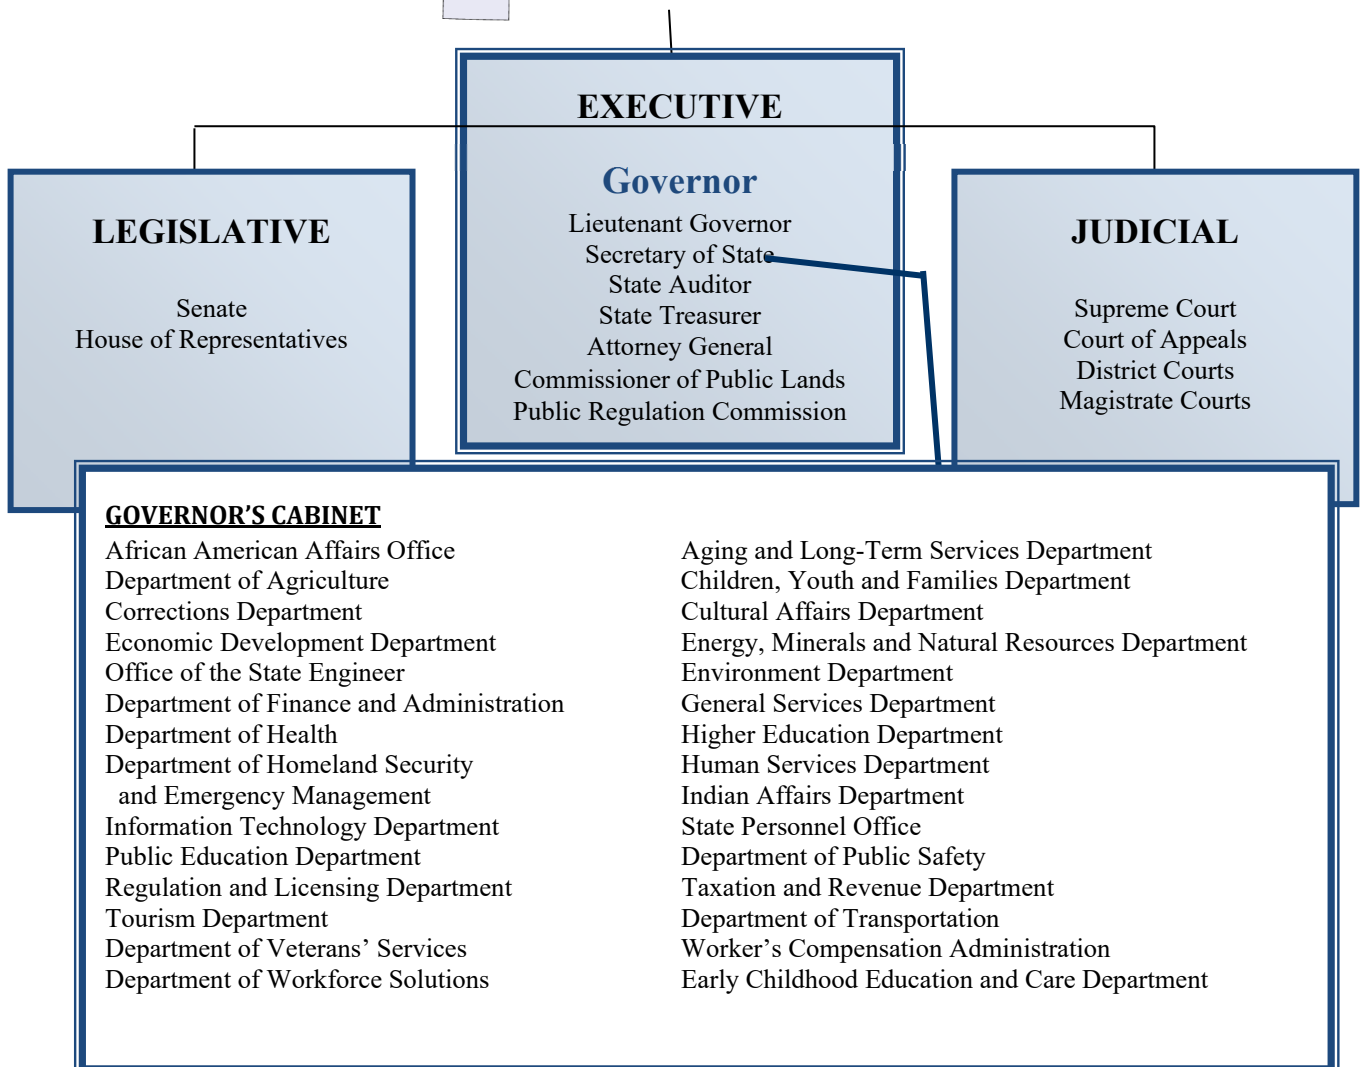 EXECUTIVE
Governor
Lieutenant Governor
Secretary of State
State Auditor
State Treasurer
Attorney General
Commissioner of Public Lands
Public Regulation Commission
LEGISLATIVE
Senate
House of Representatives
JUDICIAL
Supreme Court
Court of Appeals
District Courts
Magistrate Courts
GOVERNOR’S CABINET
African American Affairs Office
Department of Agriculture
Corrections Department
Economic Development Department
Office of the State Engineer
Department of Finance and Administration
Department of Health
Department of Homeland Security
and Emergency Management
Information Technology Department
Public Education Department
Regulation and Licensing Department
Tourism Department
Department of Veterans’ Services
Department of Workforce Solutions
Aging and Long-Term Services Department
Children, Youth and Families Department
Cultural Affairs Department
Energy, Minerals and Natural Resources Department
Environment Department
General Services Department
Higher Education Department
Human Services Department
Indian Affairs Department
State Personnel Office
Department of Public Safety
Taxation and Revenue Department
Department of Transportation
Worker’s Compensation Administration
Early Childhood Education and Care Department